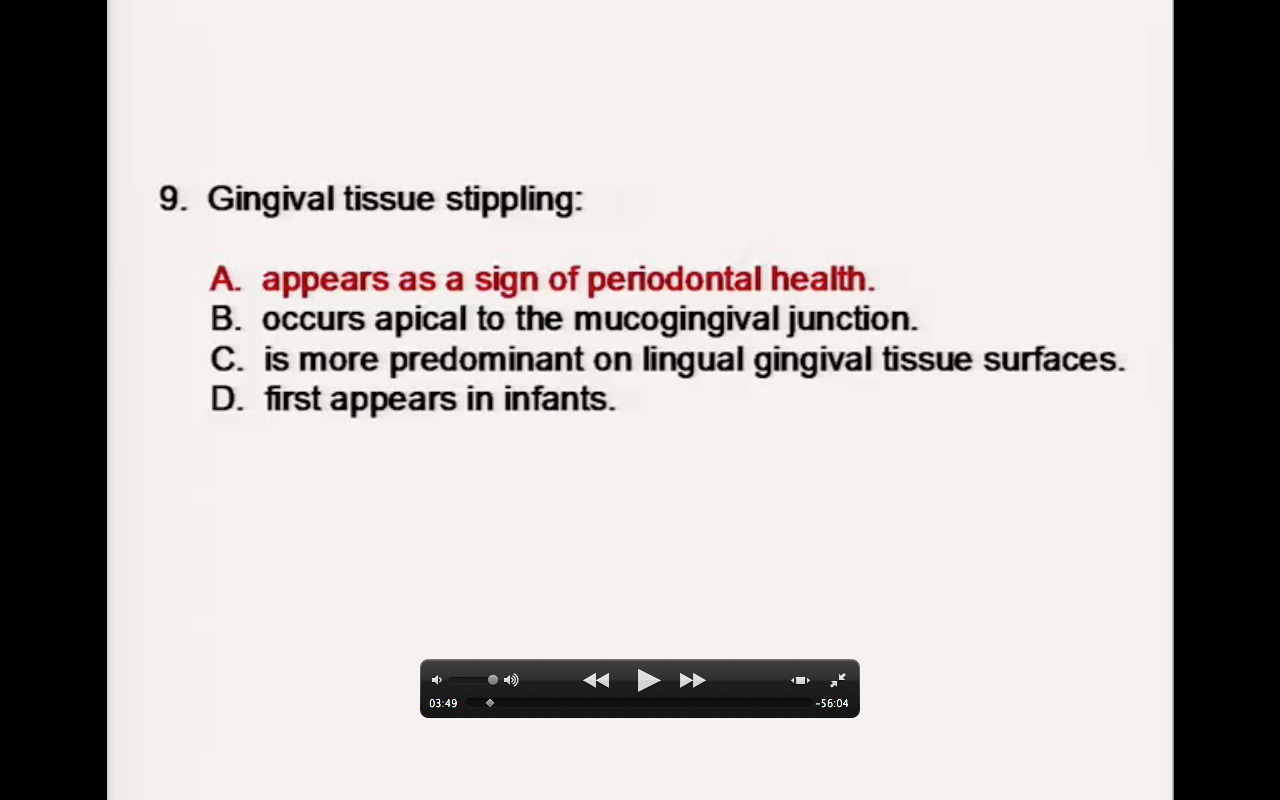 9. Gingival tissue stippling:
A. appears as a sign of periodontal health.
B. occurs apical to the mucogingival junction.
C. is more predominant on lingual gingival tissue surfaces.
D. first appears in infants.
03:49
-56:04